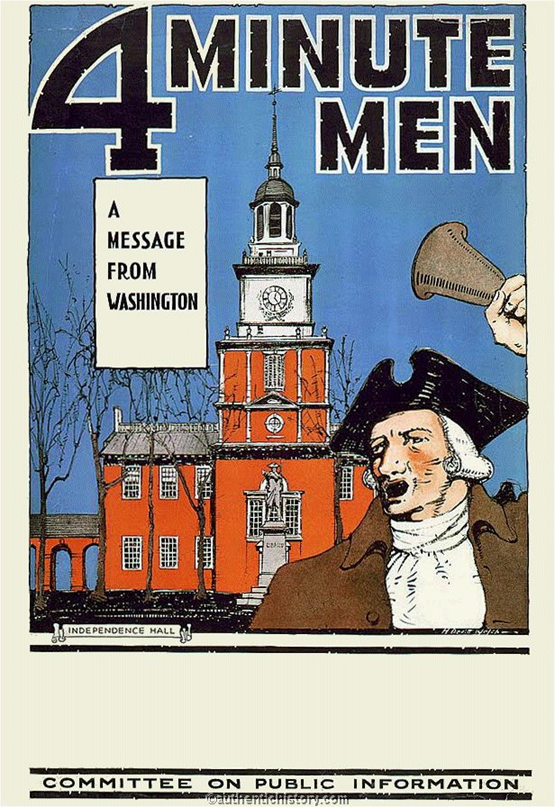 4 MINUTE
MEN
A
MESSAGE
FROM
WASHINGTON
INDEPENDENCE HALL
COMMITTEE ON PUBLIC INFORMATION
©authentichistory.com